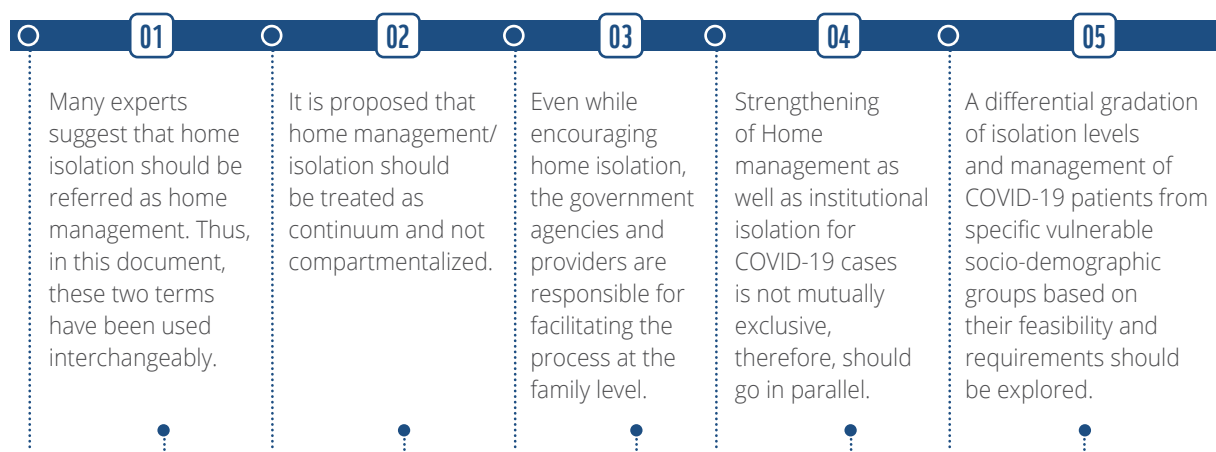 01
Many experts
suggest that home
isolation should be
referred as home
management. Thus,
in this document,
these two terms
have been used
interchangeably.
02
It is proposed that
home management/
isolation should
be treated as
continuum and not
compartmentalized.
03
Even while
encouraging
home isolation,
the government
agencies and
providers are
responsible for
facilitating the
process at the
family level.
04
Strengthening
of Home
management as
well as institutional
isolation for
COVID-19 cases
is not mutually
exclusive,
therefore, should
go in parallel.
05
A differential gradation
of isolation levels
and management of
COVID-19 patients from
specific vulnerable
socio-demographic
groups based on
their feasibility and
requirements should
be explored.